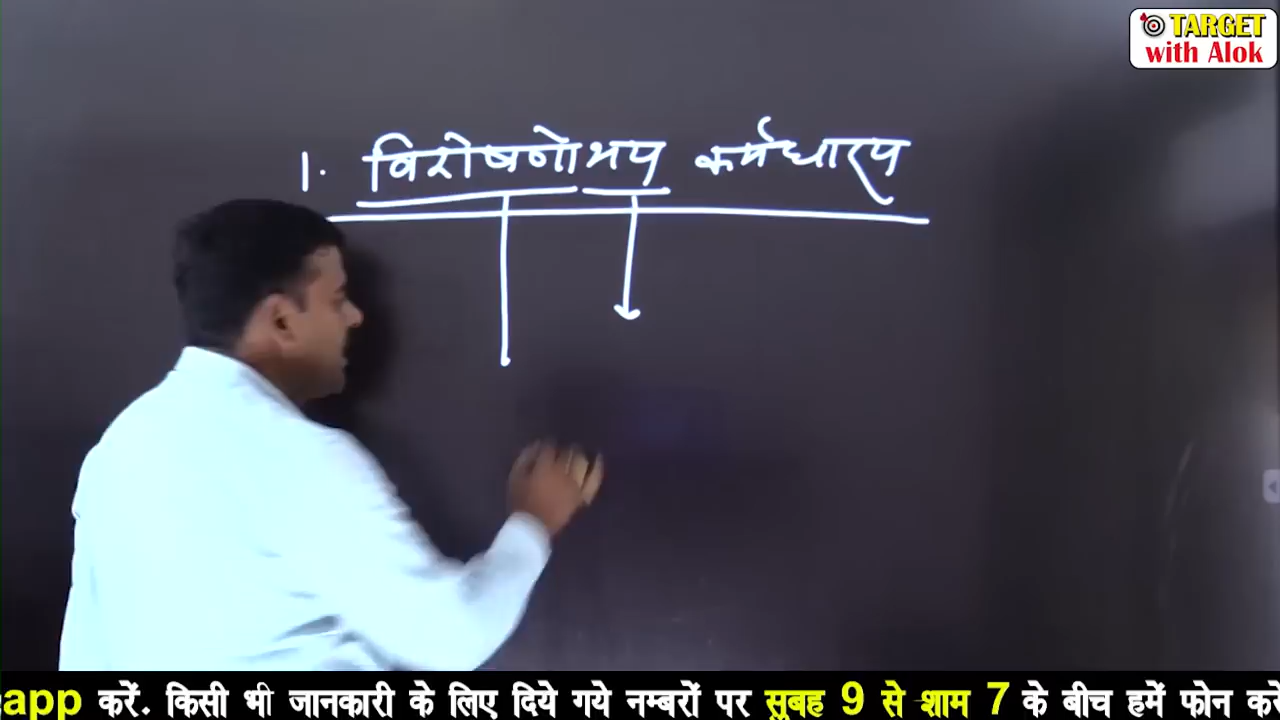 TARGET
with Alok
1. विशेषणोभय कर्मधारय
app करें. किसी भी जानकारी के लिए दिये गये नम्बरों पर सुबह 9 से शाम 7 के बीच हमें फोन करे